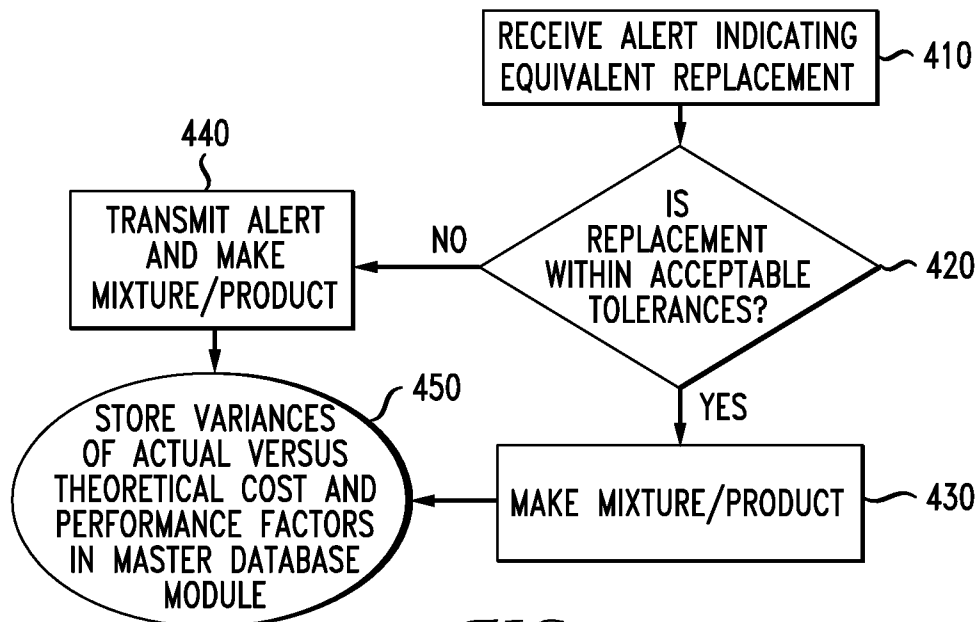 RECEIVE ALERT INDICATING
EQUIVALENT REPLACEMENT
410
440
TRANSMIT ALERT
AND MAKE
MIXTURE/PRODUCT
NO
IS
REPLACEMENT
WITHIN ACCEPTABLE
TOLERANCES?
420
450
YES
STORE VARIANCES
OF ACTUAL VERSUS
THEORETICAL COST AND
PERFORMANCE FACTORS
IN MASTER DATABASE
MODULE
MAKE MIXTURE/PRODUCT
430